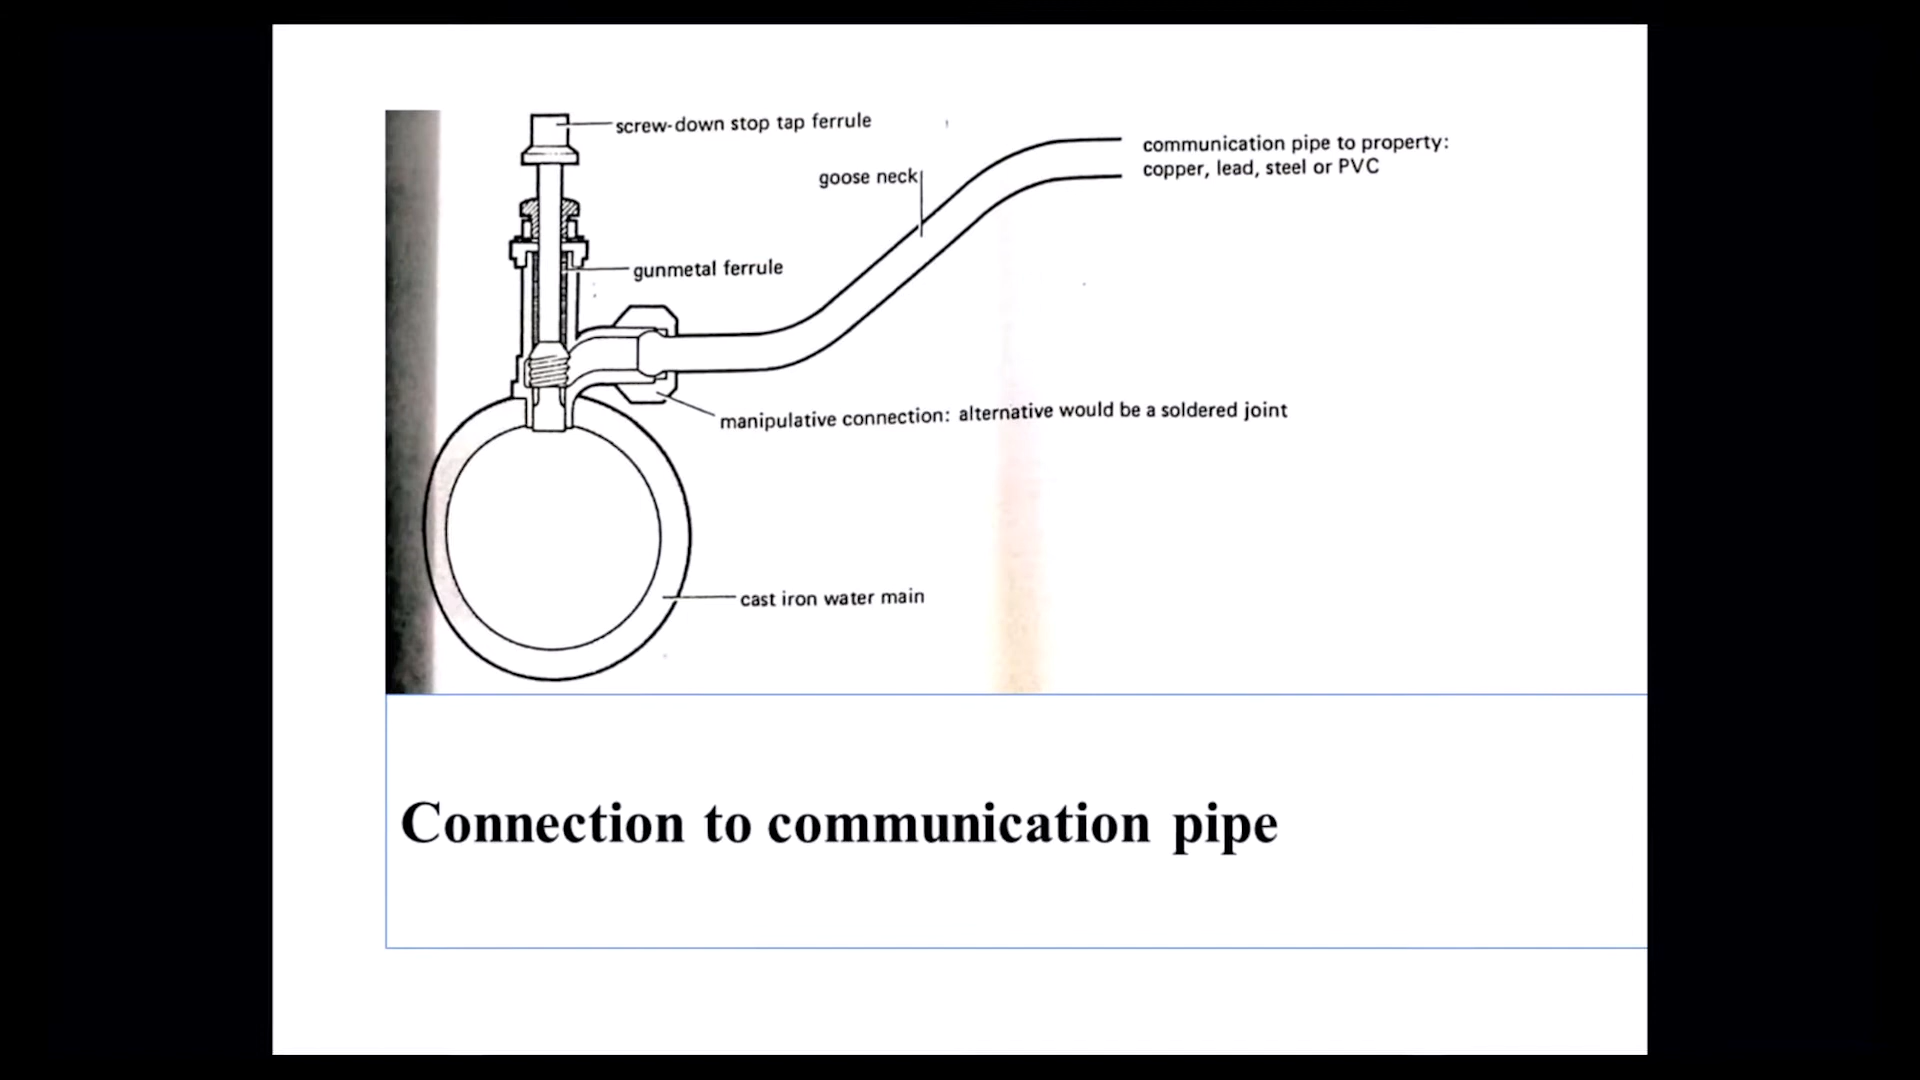 screw-down stop tap ferrule
communication pipe to property:
copper, lead, steel or PVC
goose neck
gunmetal ferrule
manipulative connection: alternative would be a soldered joint
cast iron water main
Connection to communication pipe